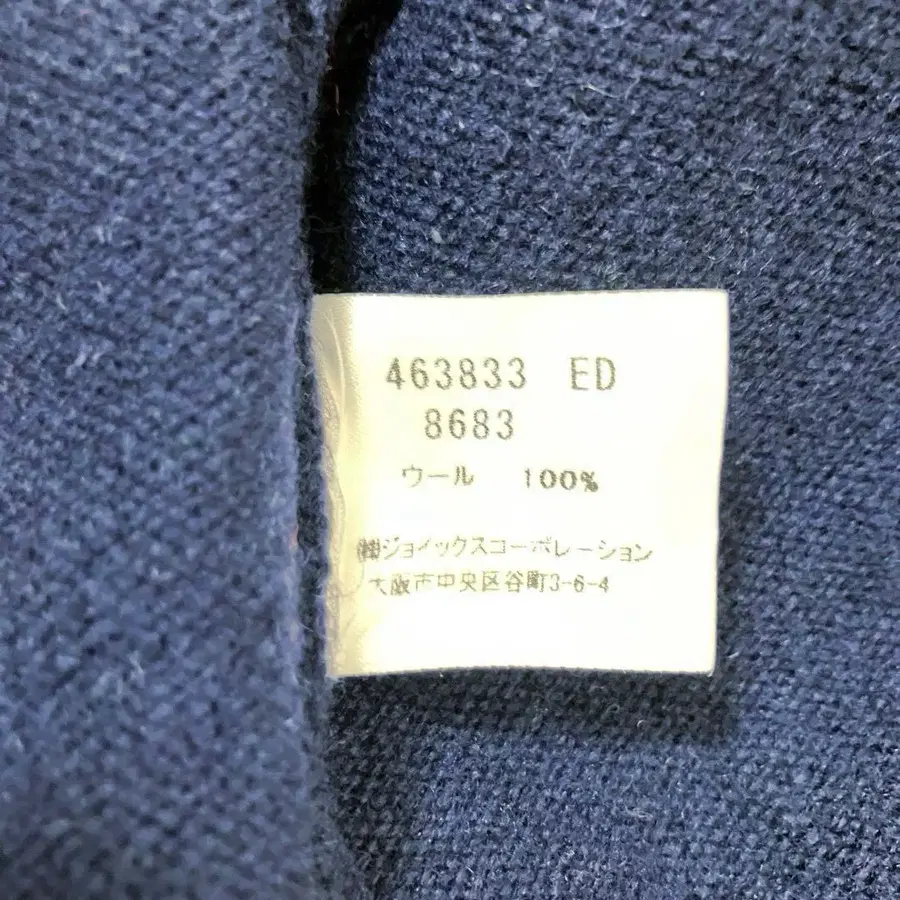 463833 ED
8683
ウール 100%
㈱ジョイックスコーポレーション
大阪市中央区谷町3-6-4